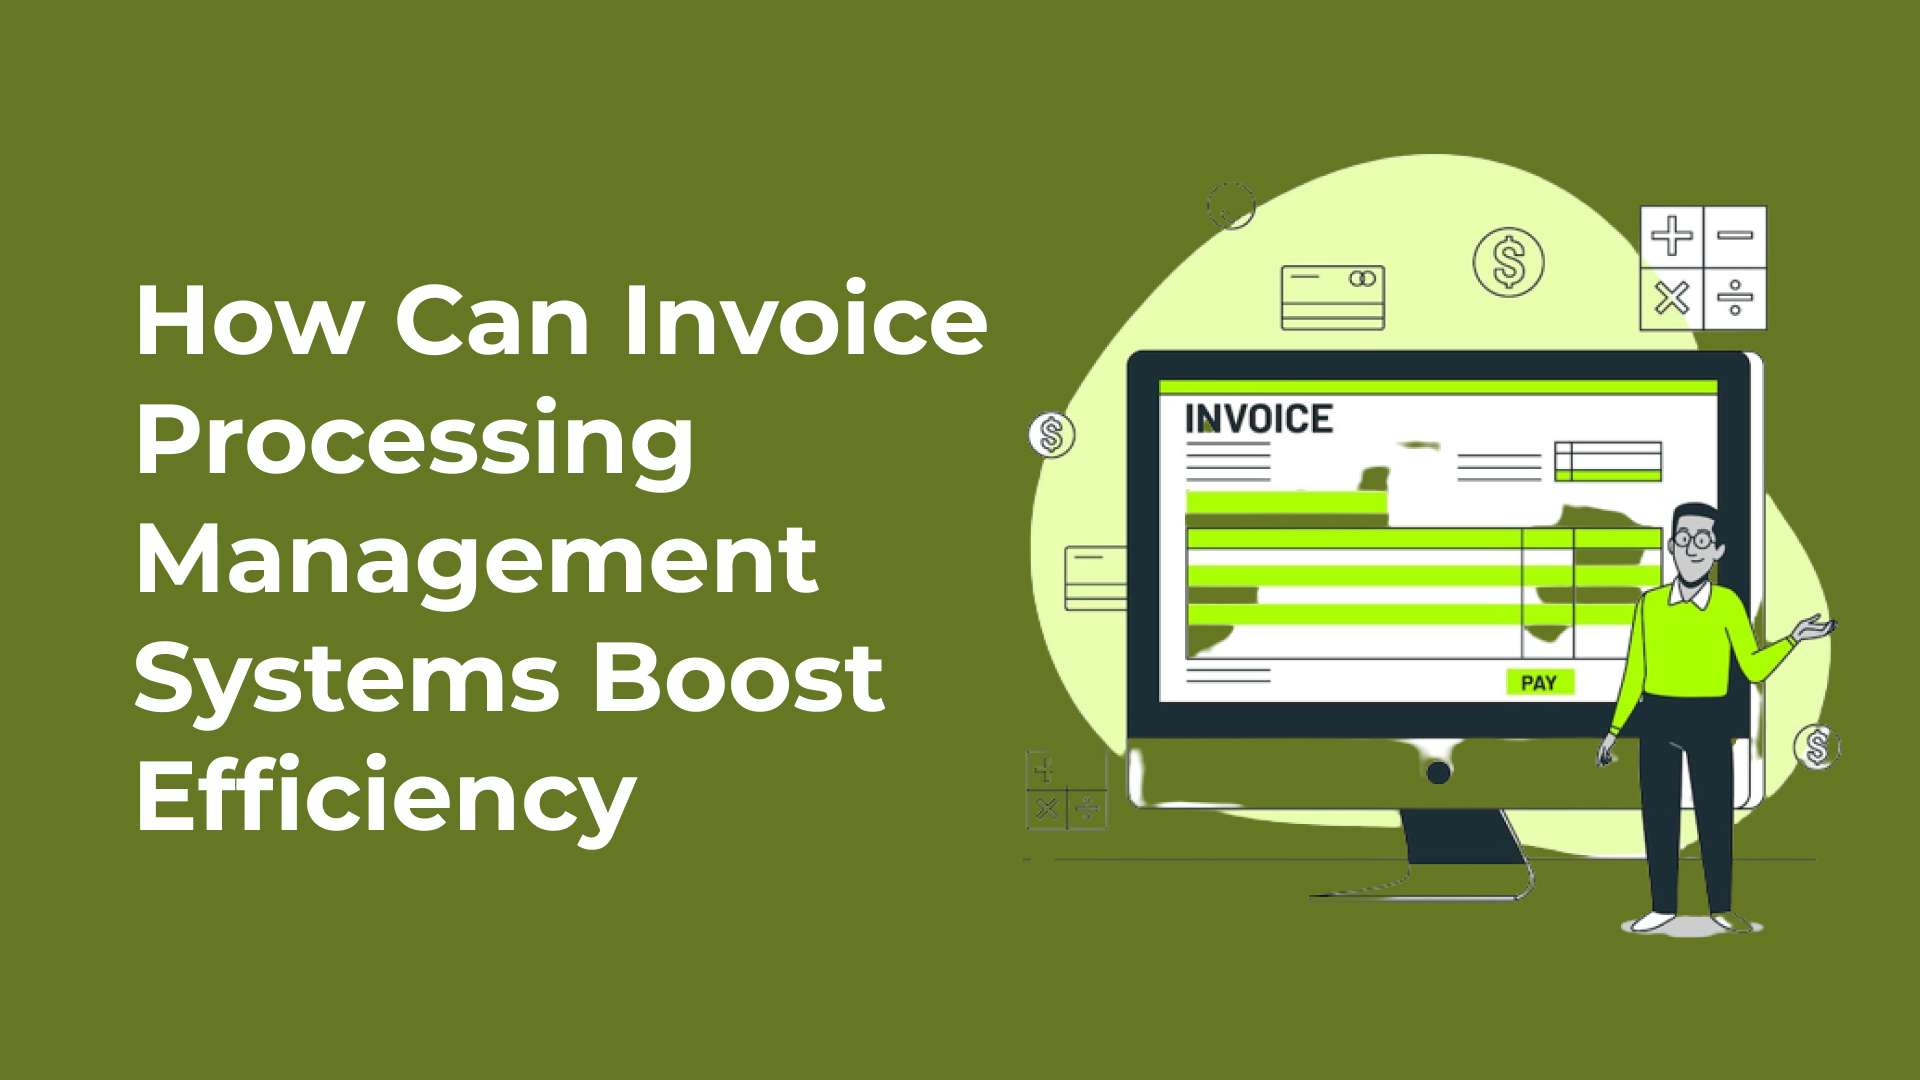 How Can Invoice
Processing
Management
Systems Boost
Efficiency
INVOICE
PAY